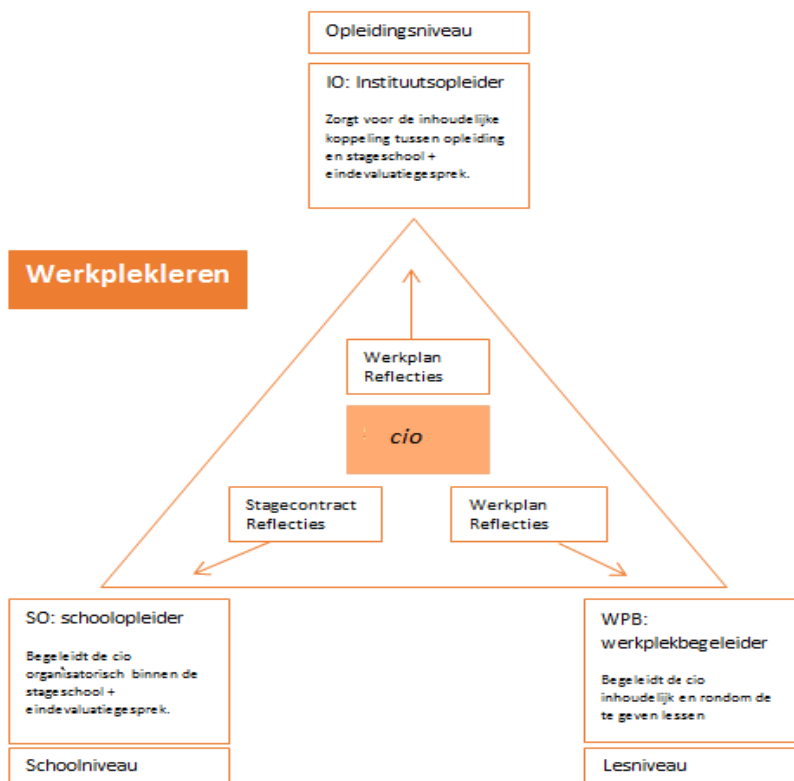 Opleidingsniveau
IO: Instituutsopleider
Zorgt voor de inhoudelijke
koppeling tussen opleiding
en stageschool +
eindevaluatiegesprek.
Werkplekleren
Werkplan
Reflecties
cio
Stagecontract
Reflecties
Werkplan
Reflecties
SO: schoolopleider
Begeleidt de cio
organisatorisch binnen de
stageschool +
eindevaluatiegesprek.
Schoolniveau
WPB:
werkplekbegeleider
Begeleidt de cio
inhoudelijk en rondom de
te geven lessen
Lesniveau